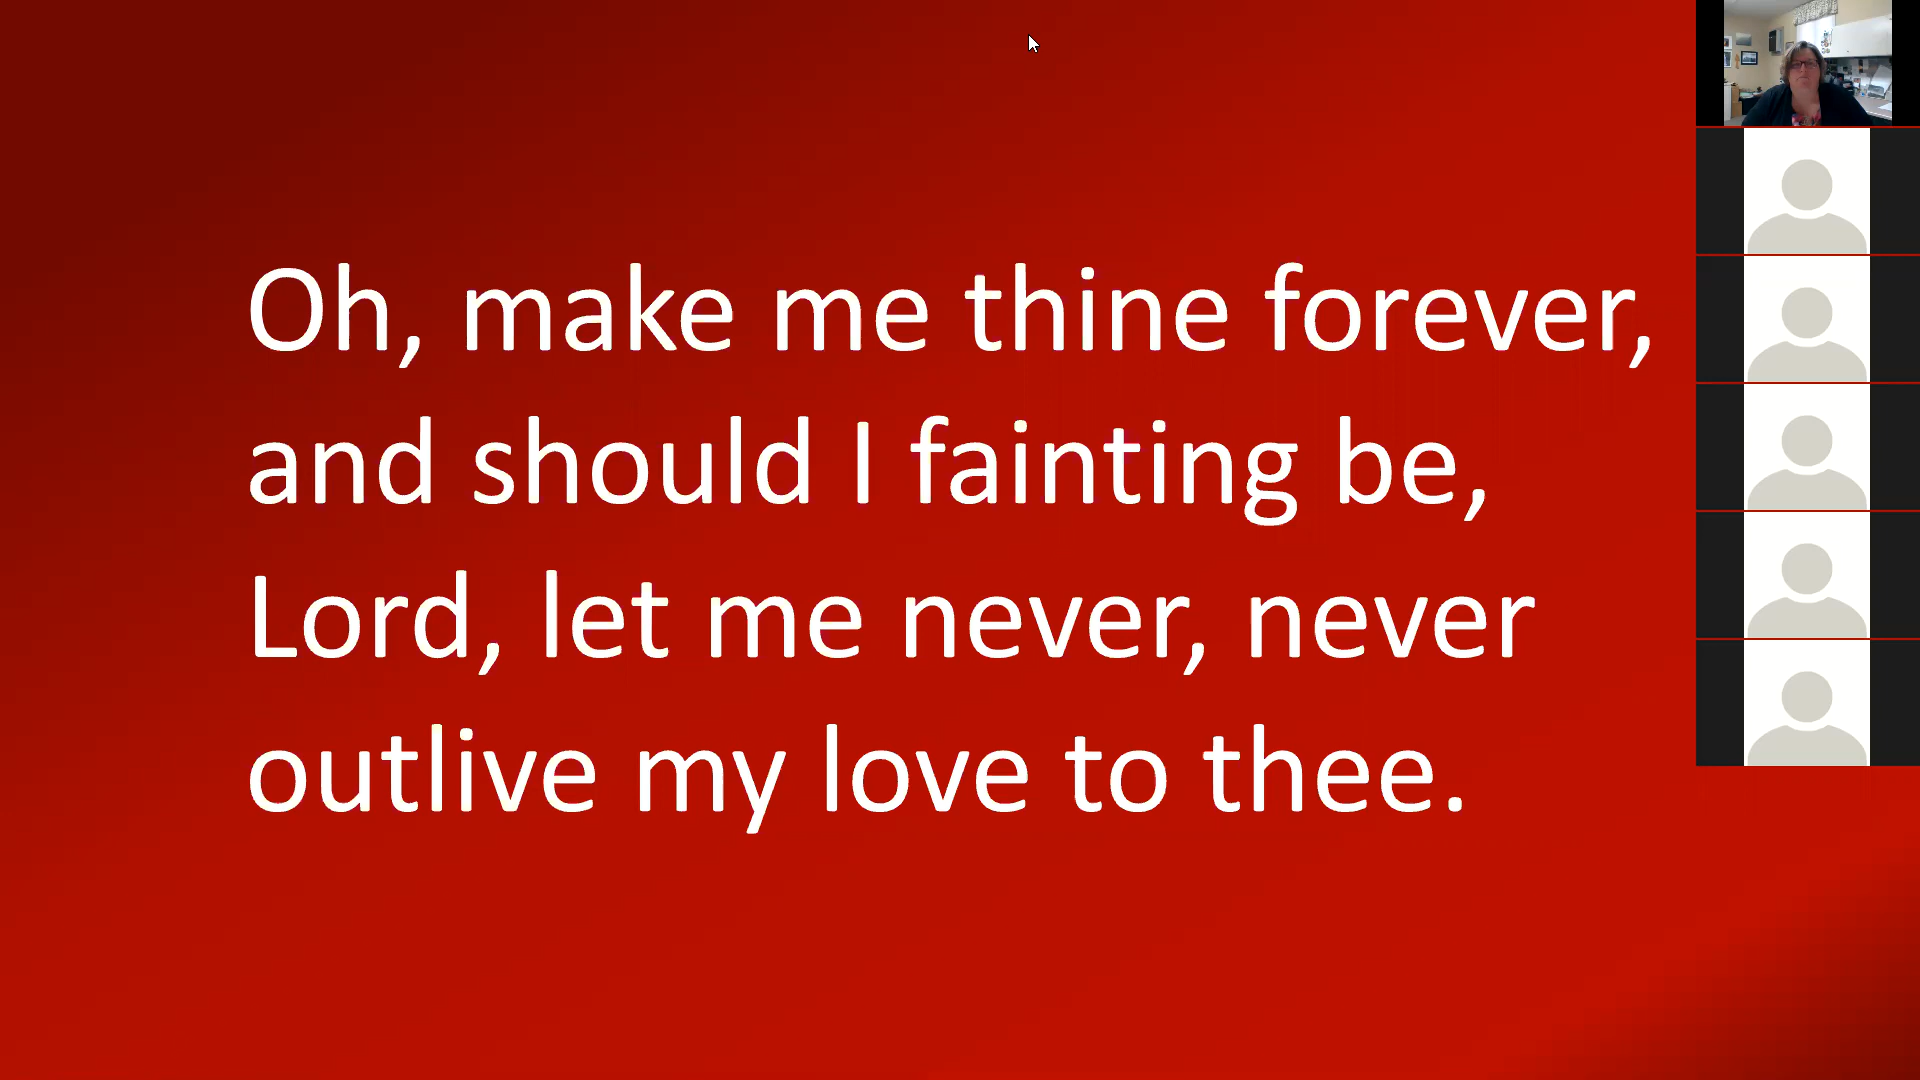 Oh, make me thine forever,
and should I fainting be,
Lord, let me never, never
outlive my love to thee.